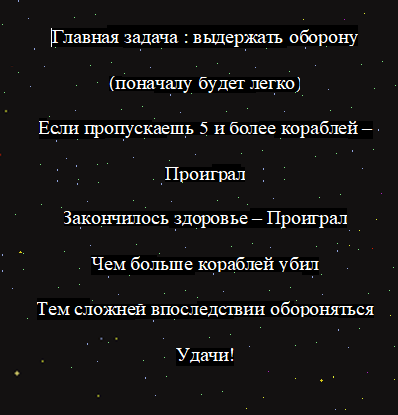 Главная задача : выдержать оборону
(поначалу будет легко)
Если пропускаешь 5 и более кораблей –
Проиграл
Закончилось здоровье – Проиграл
Чем больше кораблей убил
Тем сложней впоследствии обороняться
Удачи!